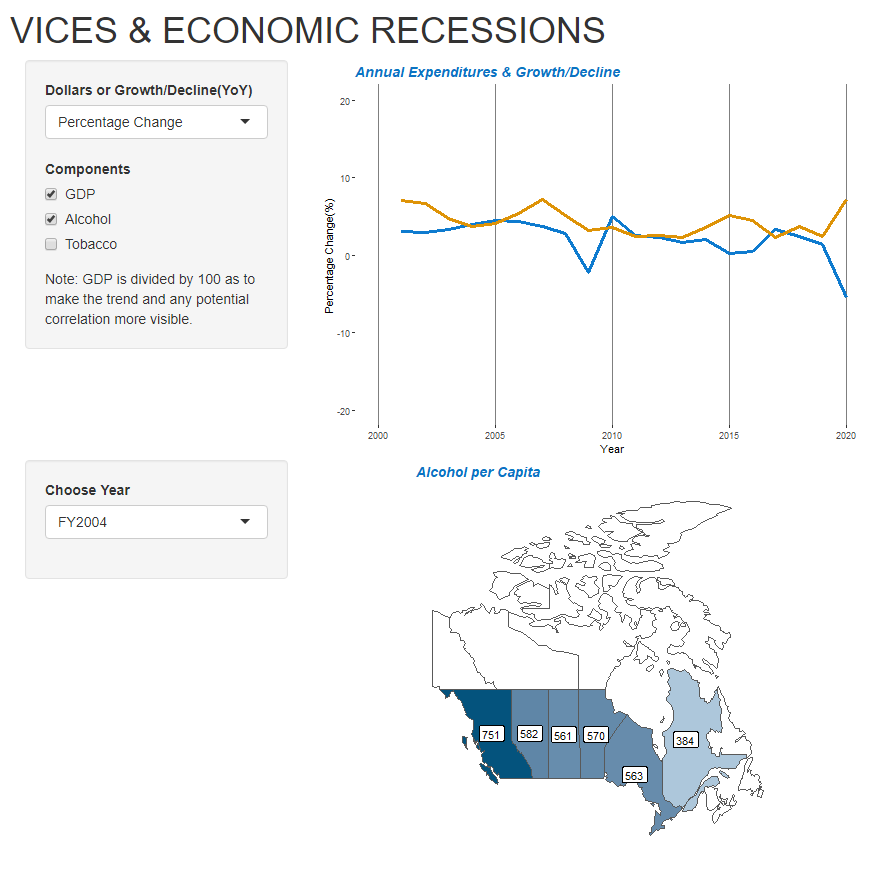 VICES & ECONOMIC RECESSIONS
Dollars or Growth/Decline(YoY)
Percentage Change
Components
GDP
Alcohol
Tobacco
Note: GDP is divided by 100 as to
make the trend and any potential
correlation more visible.
Annual Expenditures & Growth/Decline
Percentage Change(%)
20
10
0
-10
-20
2000 2005 2010 2015 2020
Year
Choose Year
FY2004
Alcohol per Capita
751 582 561 570
384
563